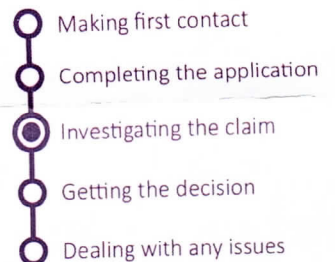 Making first contact
Completing the application
Investigating the claim
Getting the decision
Dealing with any issues